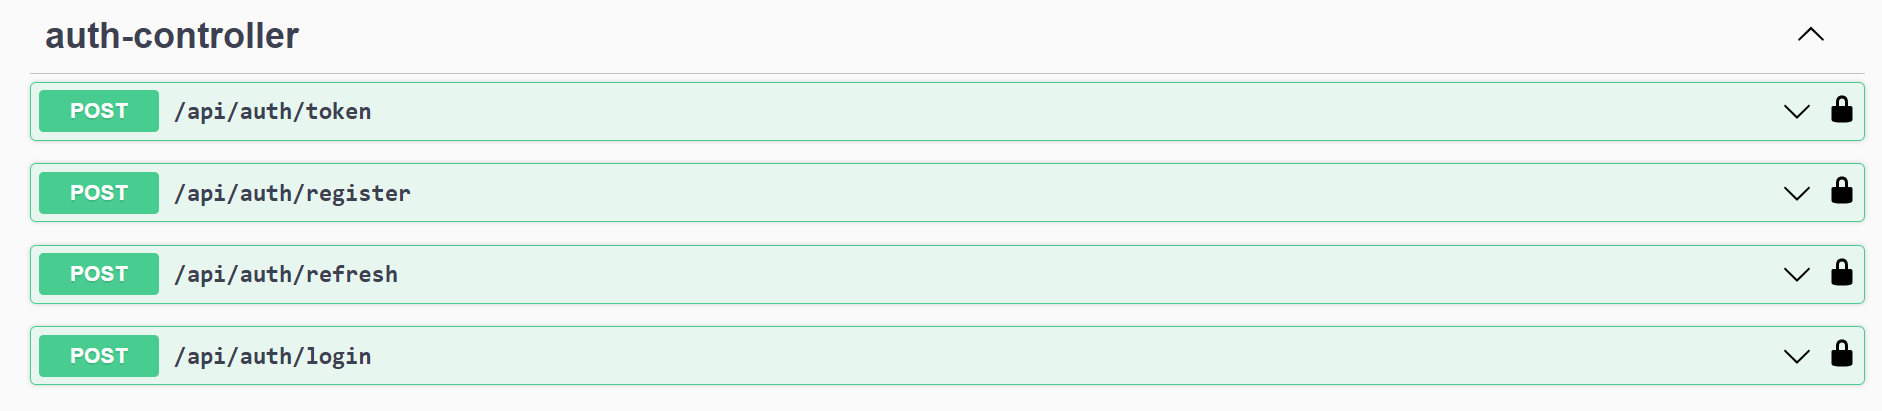 auth-controller
POST /api/auth/token
POST /api/auth/register
POST /api/auth/refresh
POST /api/auth/login